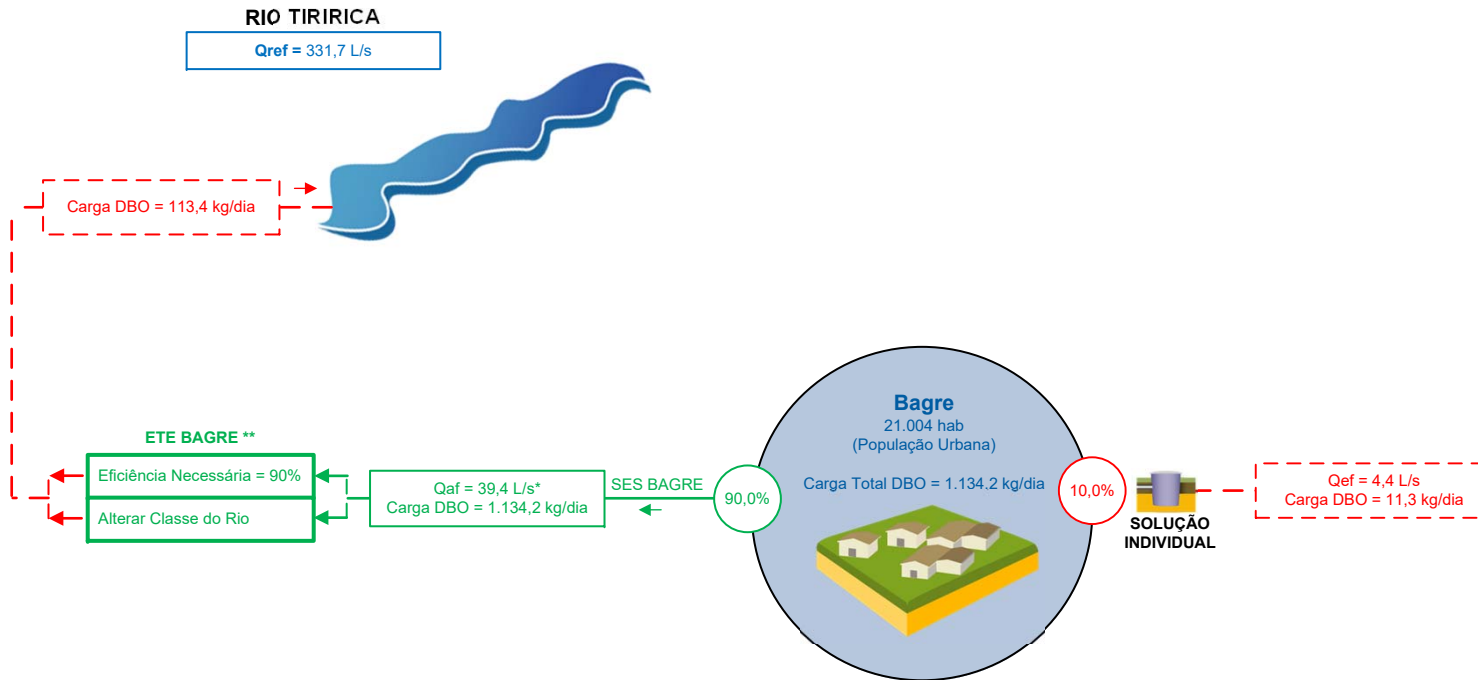 RIO TIRIRICA
Qref = 331,7 L/s
Carga DBO = 113,4 kg/dia
ETE BAGRE **
Eficiência Necessária = 90%
Alterar Classe do Rio
Qaf = 39,4 L/s*
Carga DBO = 1.134,2 kg/dia
SES BAGRE
90,0%
Bagre
21.004 hab
(População Urbana)
Carga Total DBO = 1.134.2 kg/dia
10,0%
SOLUÇÃO
INDIVIDUAL
Qef = 4,4 L/s
Carga DBO = 11,3 kg/dia